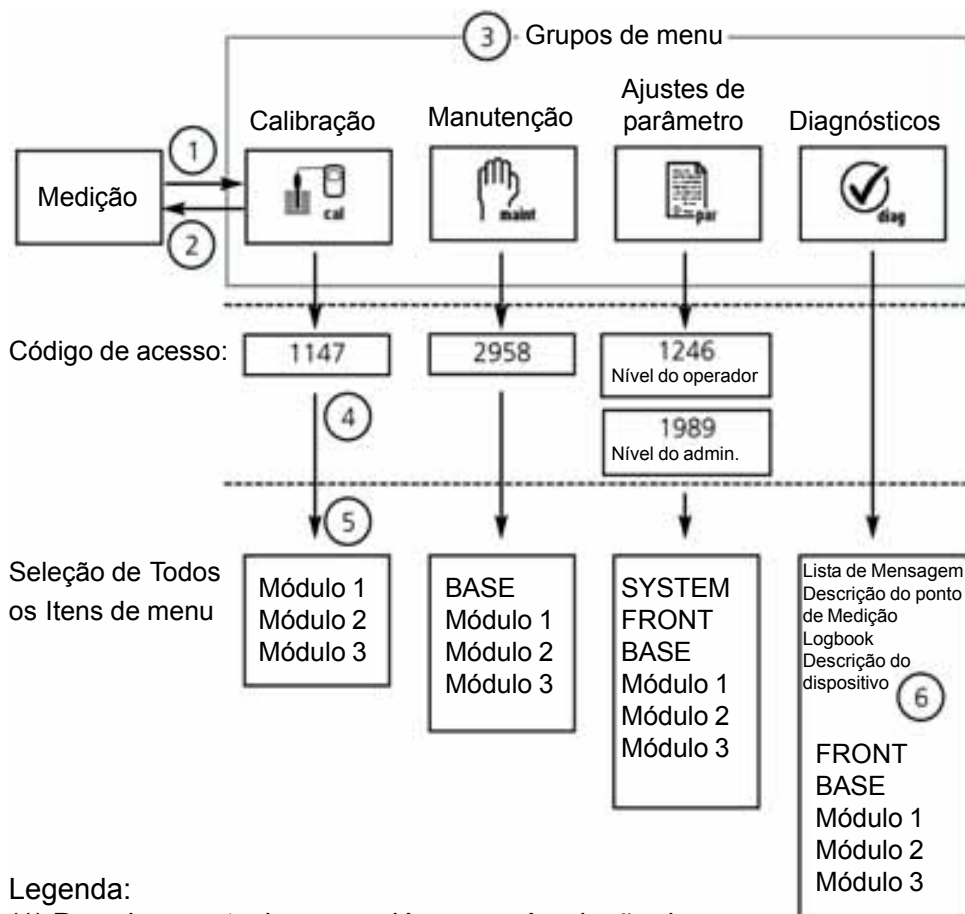 3 Grupos de menu
Calibração
Manutenção
Ajustes de
parâmetro
Diagnósticos
Medição
1
2
cal
maint
par
diag
Código de acesso:
1147
2958
1246
Nível do operador
1989
Nível do admin.
4
5
Seleção de Todos
os Itens de menu
Módulo 1
Módulo 2
Módulo 3
BASE
Módulo 1
Módulo 2
Módulo 3
SYSTEM
FRONT
BASE
Módulo 1
Módulo 2
Módulo 3
Lista de Mensagem
Descrição do ponto
de Medição
Logbook
Descrição do
dispositivo
6
FRONT
BASE
Módulo 1
Módulo 2
Módulo 3
Legenda: